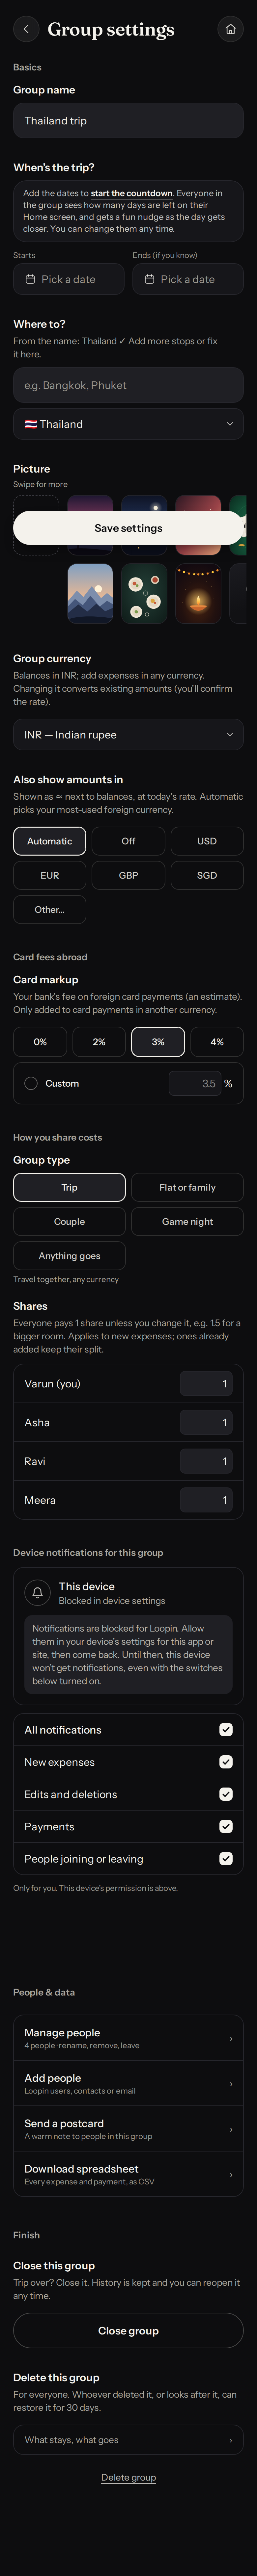 Group settings
Basics
Group name
Thailand trip
When's the trip?
Add the dates to start the countdown. Everyone in
the group sees how many days are left on their
Home screen, and gets a fun nudge as the day gets
closer. You can change them any time.
Starts
Ends (if you know)
Pick a date
Pick a date
Where to?
From the name: Thailand ✓ Add more stops or fix
it here.
e.g. Bangkok, Phuket
🇹🇭 Thailand
Picture
Swipe for more
Save settings
Group currency
Balances in INR; add expenses in any currency.
Changing it converts existing amounts (you'll confirm
the rate).
INR — Indian rupee
Also show amounts in
Shown as ≈ next to balances, at today's rate. Automatic
picks your most-used foreign currency.
Automatic
Off
USD
EUR
GBP
SGD
Other…
Card fees abroad
Card markup
Your bank's fee on foreign card payments (an estimate).
Only added to card payments in another currency.
0%
2%
3%
4%
Custom
3.5 %
How you share costs
Group type
Trip
Flat or family
Couple
Game night
Anything goes
Travel together, any currency
Shares
Everyone pays 1 share unless you change it, e.g. 1.5 for a
bigger room. Applies to new expenses; ones already
added keep their split.
Varun (you) 1
Asha 1
Ravi 1
Meera 1
Device notifications for this group
This device
Blocked in device settings
Notifications are blocked for Loopin. Allow
them in your device's settings for this app or
site, then come back. Until then, this device
won't get notifications, even with the switches
below turned on.
All notifications
New expenses
Edits and deletions
Payments
People joining or leaving
Only for you. This device's permission is above.
People & data
Manage people
4 people · rename, remove, leave
Add people
Loopin users, contacts or email
Send a postcard
A warm note to people in this group
Download spreadsheet
Every expense and payment, as CSV
Finish
Close this group
Trip over? Close it. History is kept and you can reopen it
any time.
Close group
Delete this group
For everyone. Whoever deleted it, or looks after it, can
restore it for 30 days.
What stays, what goes
Delete group